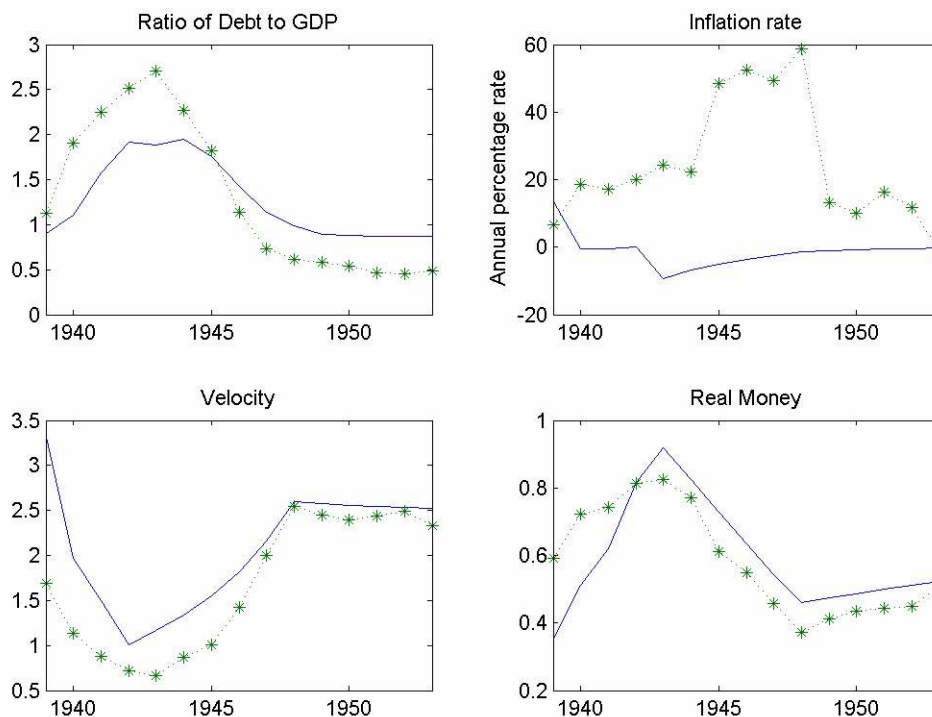 Ratio of Debt to GDP
3
2.5
2
1.5
1
0.5
0
1940 1945 1950
Inflation rate
Annual percentage rate
60
40
20
0
-20
1940 1945 1950
Velocity
3.5
3
2.5
2
1.5
1
0.5
1940 1945 1950
Real Money
1
0.8
0.6
0.4
0.2
1940 1945 1950